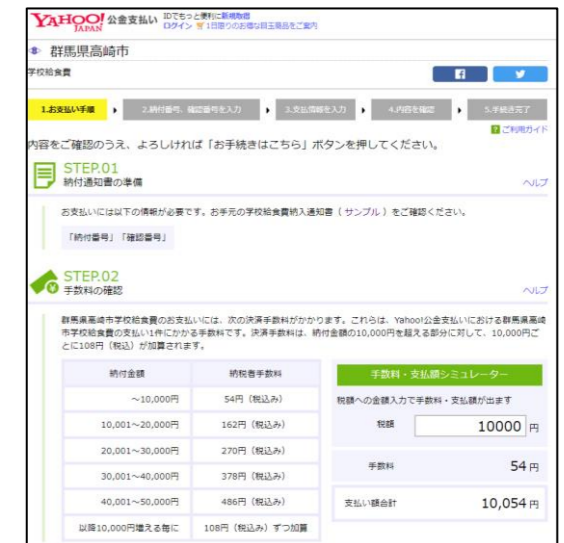 YAHOO! JAPAN 公金支払い IDでもっと便利に新規取得
ログイン 1日限りのお得な目玉商品をご案内
群馬県高崎市
学校給食費
1.お支払い手順 2.納付番号、確認番号を入力 3.支払情報を入力 4.内容を確認 5.手続き完了
? ご利用ガイド
内容をご確認のうえ、よろしければ「お手続きはこちら」ボタンを押してください。
STEP.01
納付通知書の準備
ヘルプ
お支払いには以下の情報が必要です。お手元の学校給食費納入通知書（サンプル）をご確認ください。
「納付番号」「確認番号」
STEP.02
手数料の確認
ヘルプ
群馬県高崎市学校給食費のお支払いには、次の決済手数料がかかります。これらは、Yahoo!公金支払いにおける群馬県高崎
市学校給食費の支払い1件にかかる手数料です。決済手数料は、納付金額の10,000円を超える部分に対して、10,000円ご
とに108円（税込）が加算されます。
納付金額 納税者手数料
～10,000円 54円（税込み）
10,001～20,000円 162円（税込み）
20,001～30,000円 270円（税込み）
30,001～40,000円 378円（税込み）
40,001～50,000円 486円（税込み）
以降10,000円増える毎に 108円（税込み）ずつ加算
手数料・支払額シミュレーター
税額への金額入力で手数料・支払額が出ます
税額 10000 円
手数料 54 円
支払い額合計 10,054 円